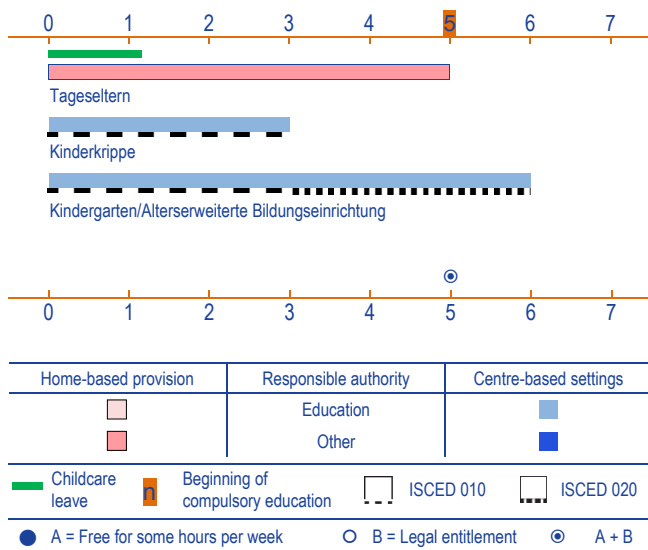 0 1 2 3 4 5 6 7
Tageseltern
Kinderkrippe
Kindergarten/Alterserweiterte Bildungseinrichtung
0 1 2 3 4 5 6 7
Home-based provision Responsible authority Centre-based settings
Education
Other
Childcare
leave
n
Beginning of
compulsory education
ISCED 010
ISCED 020
A = Free for some hours per week B = Legal entitlement A + B